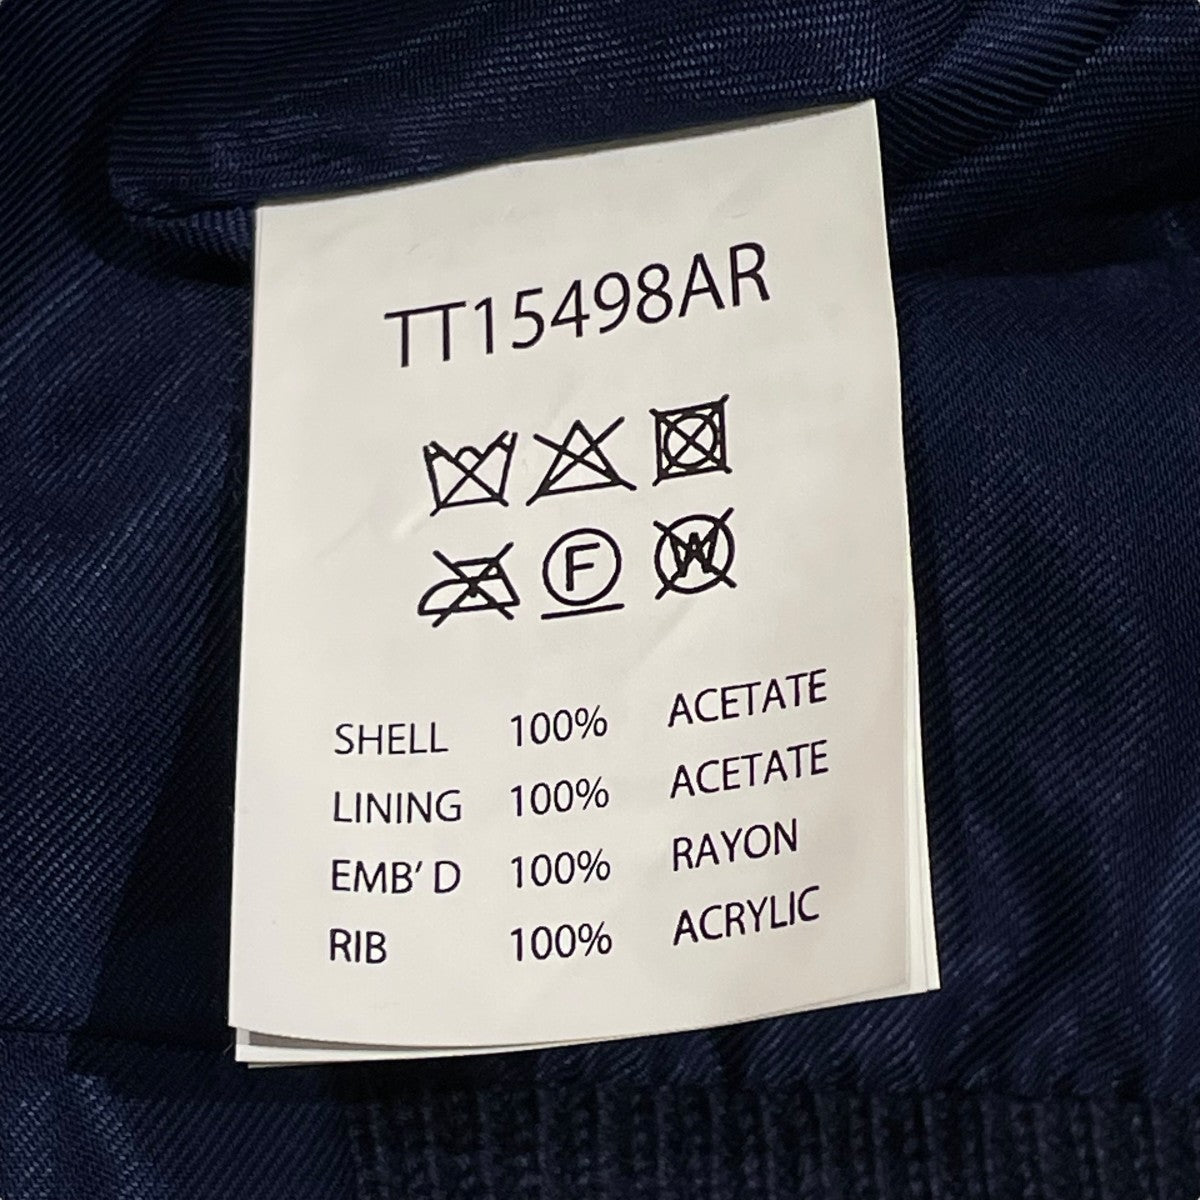 TT15498AR
F W
SHELL 100% ACETATE
LINING 100% ACETATE
EMB' D 100% RAYON
RIB 100% ACRYLIC